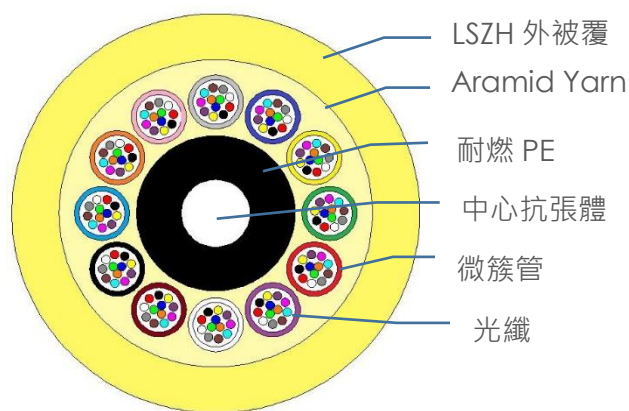 LSZH 外被覆
Aramid Yarn
耐燃 PE
中心抗張體
微簇管
光纖